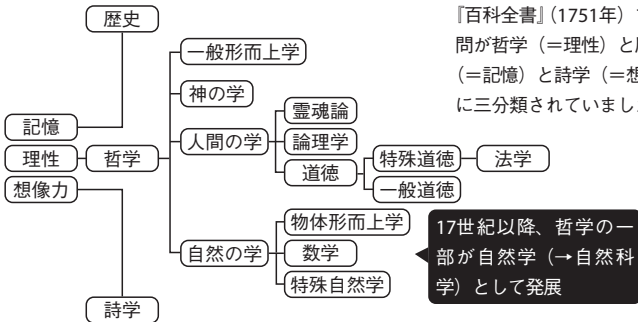 『百科全書』（1751年）
問が哲学（＝理性）と
（＝記憶）と詩学（＝想
に三分類されていまし
歴史
一般形而上学
神の学
霊魂論
記憶
人間の学
論理学
理性
哲学
道徳
特殊道徳
法学
想像力
一般道徳
物体形而上学
自然の学
数学
特殊自然学
詩学
17世紀以降、哲学の一
部が自然学（→自然科
学）として発展